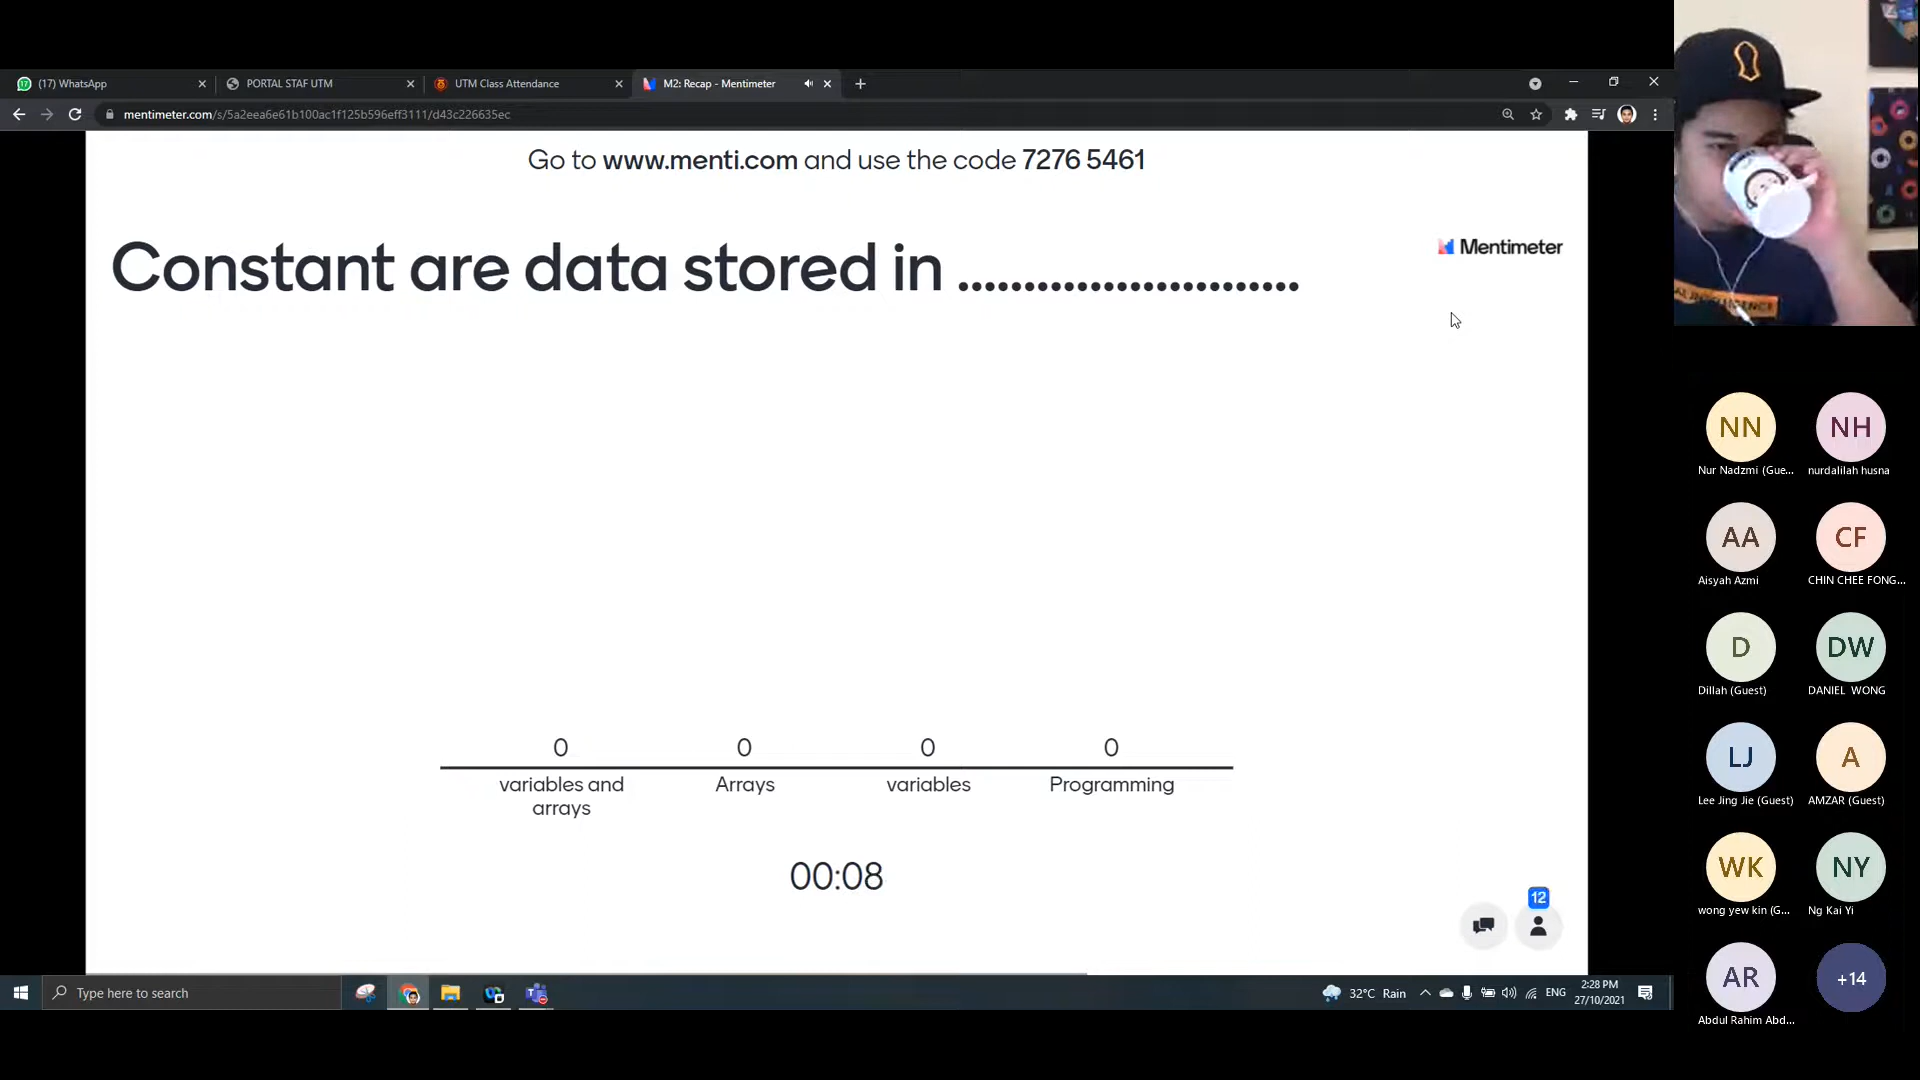 (17) WhatsApp
PORTAL STAF UTM
UTM Class Attendance
M2: Recap - Mentimeter
mentimeter.com/s/5a2eea6e61b100ac1f125b596eff3111/d43c226635ec
Go to www.menti.com and use the code 7276 5461
Constant are data stored in ..........................
Mentimeter
0 0 0 0
variables and arrays
Arrays
variables
Programming
00:08
12
Type here to search
32°C Rain
ENG
2:28 PM
27/10/2021
NN
Nur Nadzmi (Gue...
NH
nurdalilah husna
AA
Aisyah Azmi
CF
CHIN CHEE FONG...
D
Dillah (Guest)
DW
DANIEL WONG
LJ
Lee Jing Jie (Guest)
A
AMZAR (Guest)
WK
wong yew kin (G...
NY
Ng Kai Yi
AR
Abdul Rahim Abd...
+14